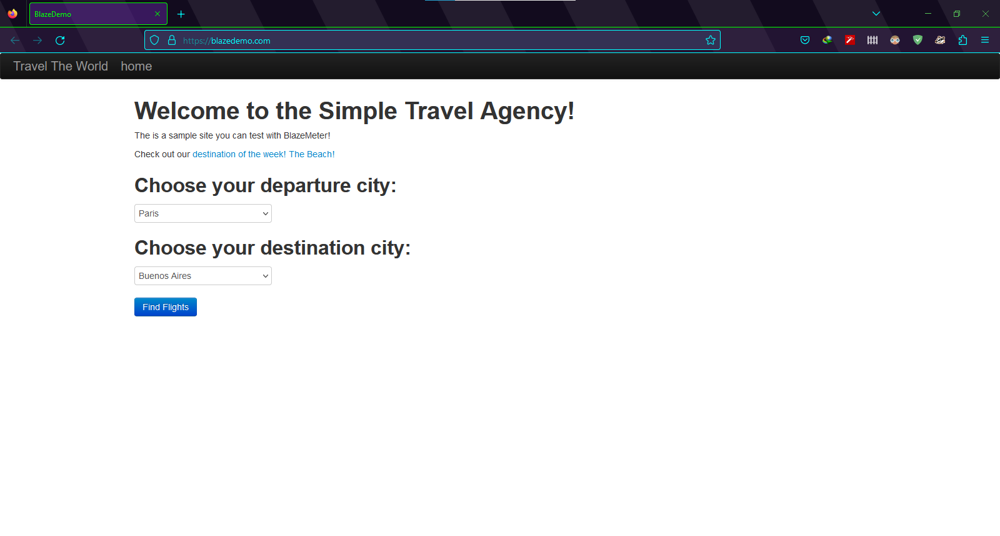 BlazeDemo
https://blazedemo.com
Travel The World home
Welcome to the Simple Travel Agency!
The is a sample site you can test with BlazeMeter!
Check out our destination of the week! The Beach!
Choose your departure city:
Paris
Choose your destination city:
Buenos Aires
Find Flights